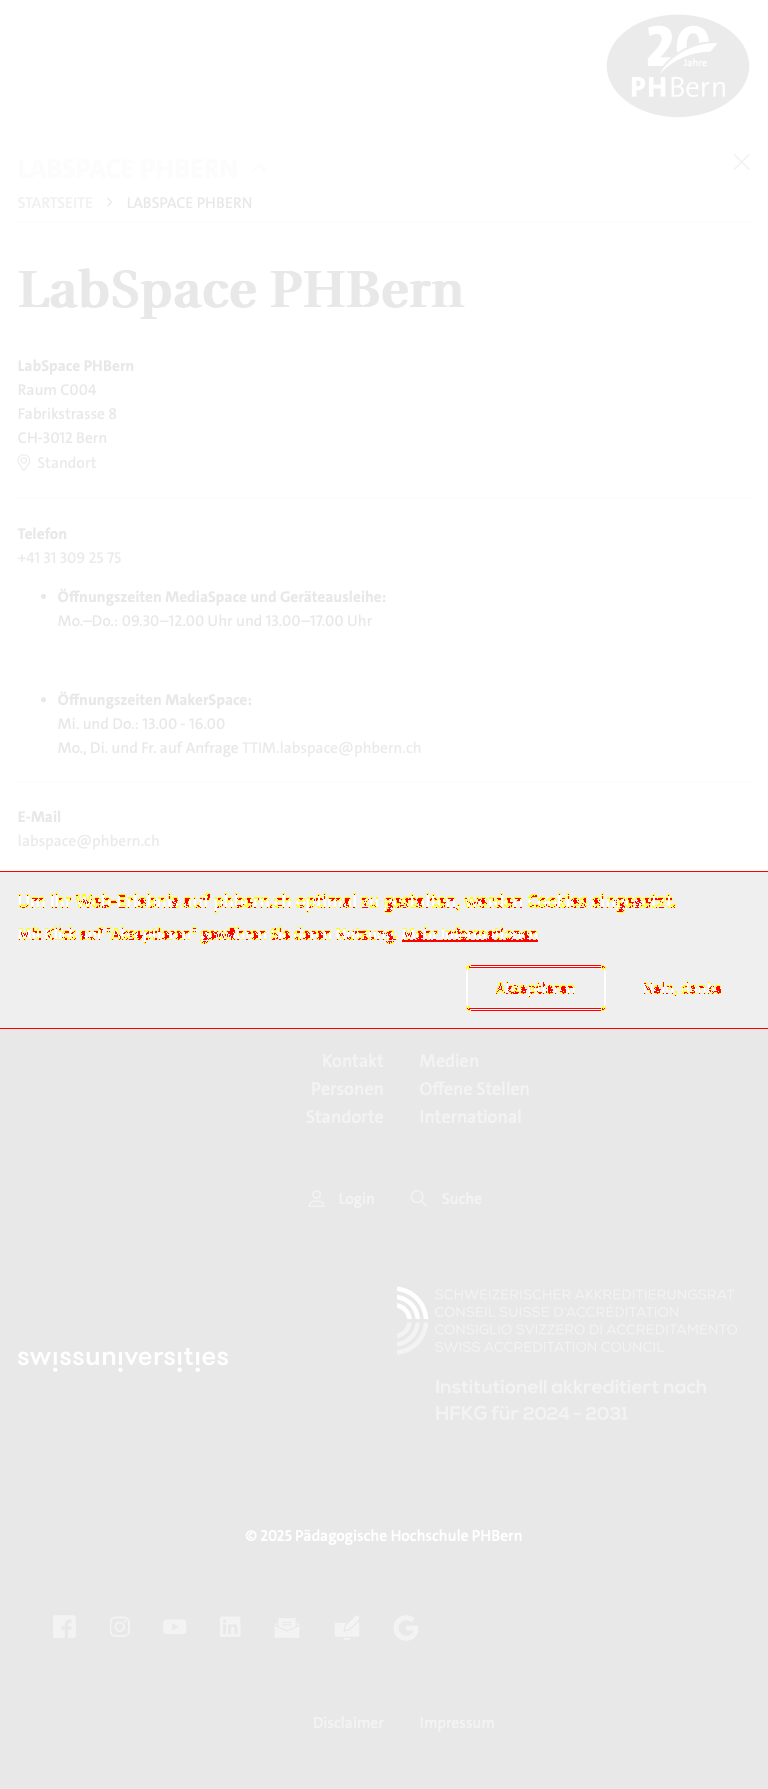 20
Jahre
PHBern
LABSPACE PHBERN
STARTSEITE LABSPACE PHBERN
LabSpace PHBern
LabSpace PHBern
Raum C004
Fabrikstrasse 8
CH-3012 Bern
Standort
Telefon
+41 31 309 25 75
• Öffnungszeiten MediaSpace und Geräteausleihe:
Mo.–Do.: 09.30–12.00 Uhr und 13.00–17.00 Uhr
• Öffnungszeiten MakerSpace:
Mi. und Do.: 13.00 - 16.00
Mo., Di. und Fr. auf Anfrage TTIM.labspace@phbern.ch
E-Mail
labspace@phbern.ch
Um Ihr Web-Erlebnis auf phbern.ch optimal zu gestalten, werden Cookies eingesetzt.
Mit Klick auf "Akzeptieren" gewähren Sie deren Nutzung. Mehr Informationen
Akzeptieren Nein, danke
Kontakt Medien
Personen Offene Stellen
Standorte International
Login Suche
SCHWEIZERISCHER AKKREDITIERUNGSRAT
CONSEIL SUISSE D'ACCREDITATION
CONSIGLIO SVIZZERO DI ACCREDITAMENTO
SWISS ACCREDITATION COUNCIL
swissuniversities
Institutionell akkreditiert nach
HFKG für 2024 - 2031
© 2025 Pädagogische Hochschule PHBern
Disclaimer Impressum